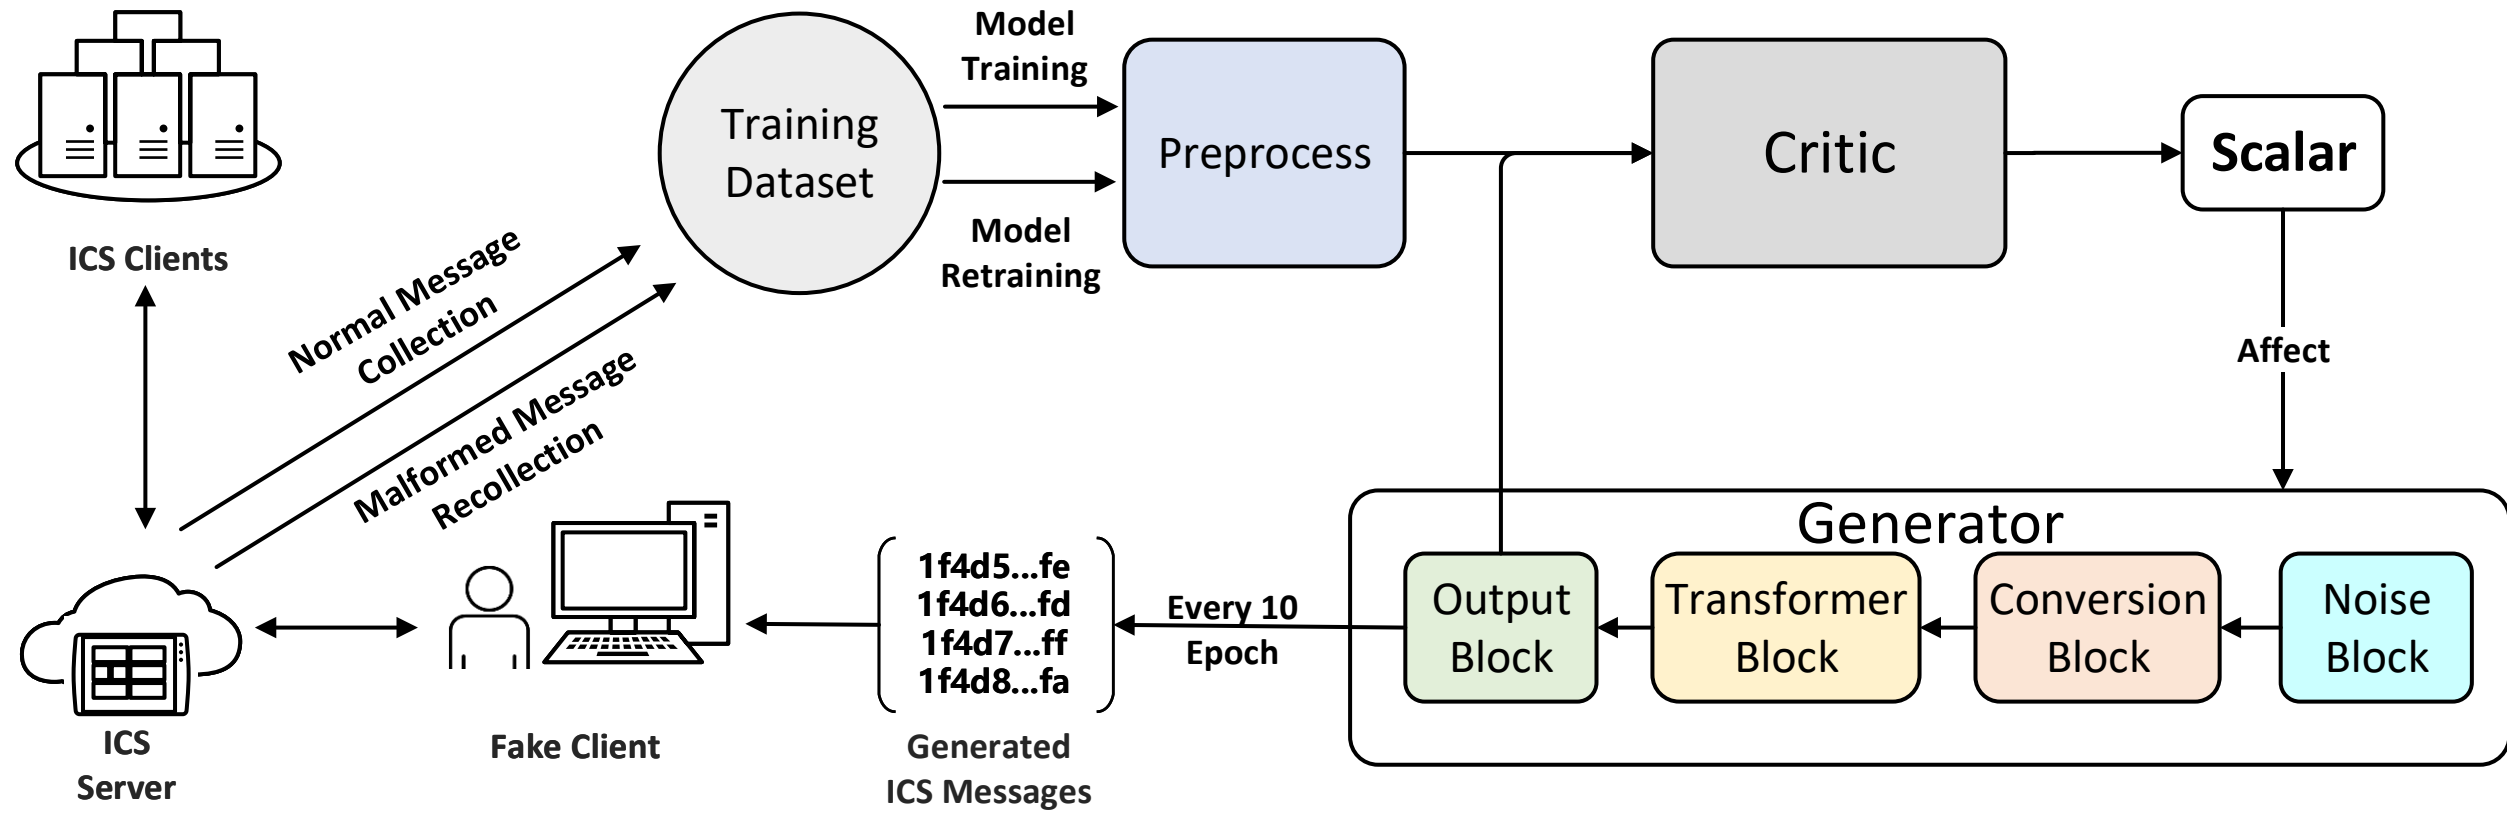 ICS Clients
Normal Message
Collection
Malformed Message
Recollection
Training
Dataset
Model
Training
Model
Retraining
Preprocess
Critic
Scalar
Affect
Generator
Output
Block
Transformer
Block
Conversion
Block
Noise
Block
Every 10
Epoch
1f4d5...fe
1f4d6...fd
1f4d7...ff
1f4d8...fa
Generated
ICS Messages
Fake Client
ICS
Server